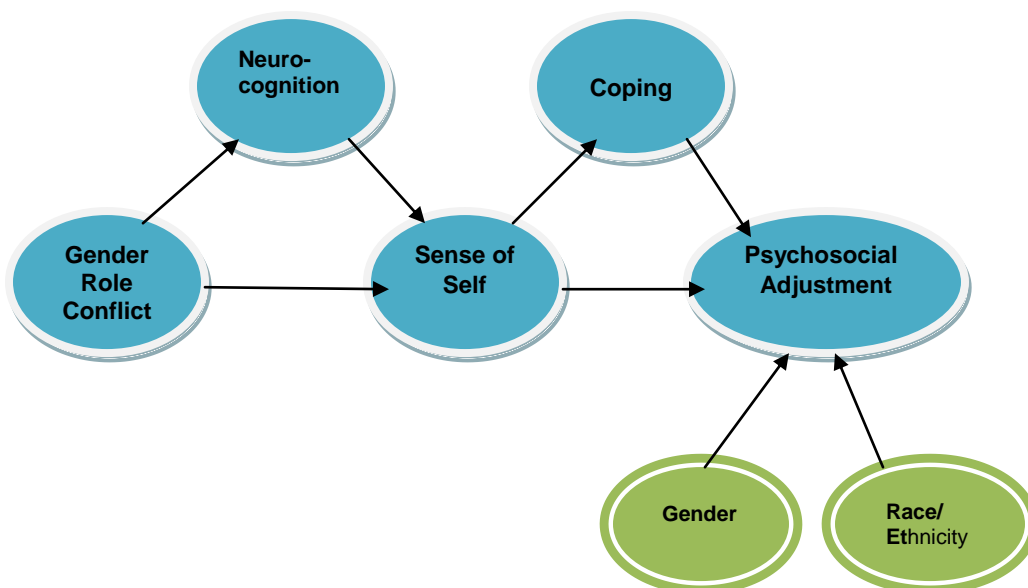 Neuro-
cognition
Coping
Gender
Role
Conflict
Sense of
Self
Psychosocial
Adjustment
Gender
Race/
Ethnicity